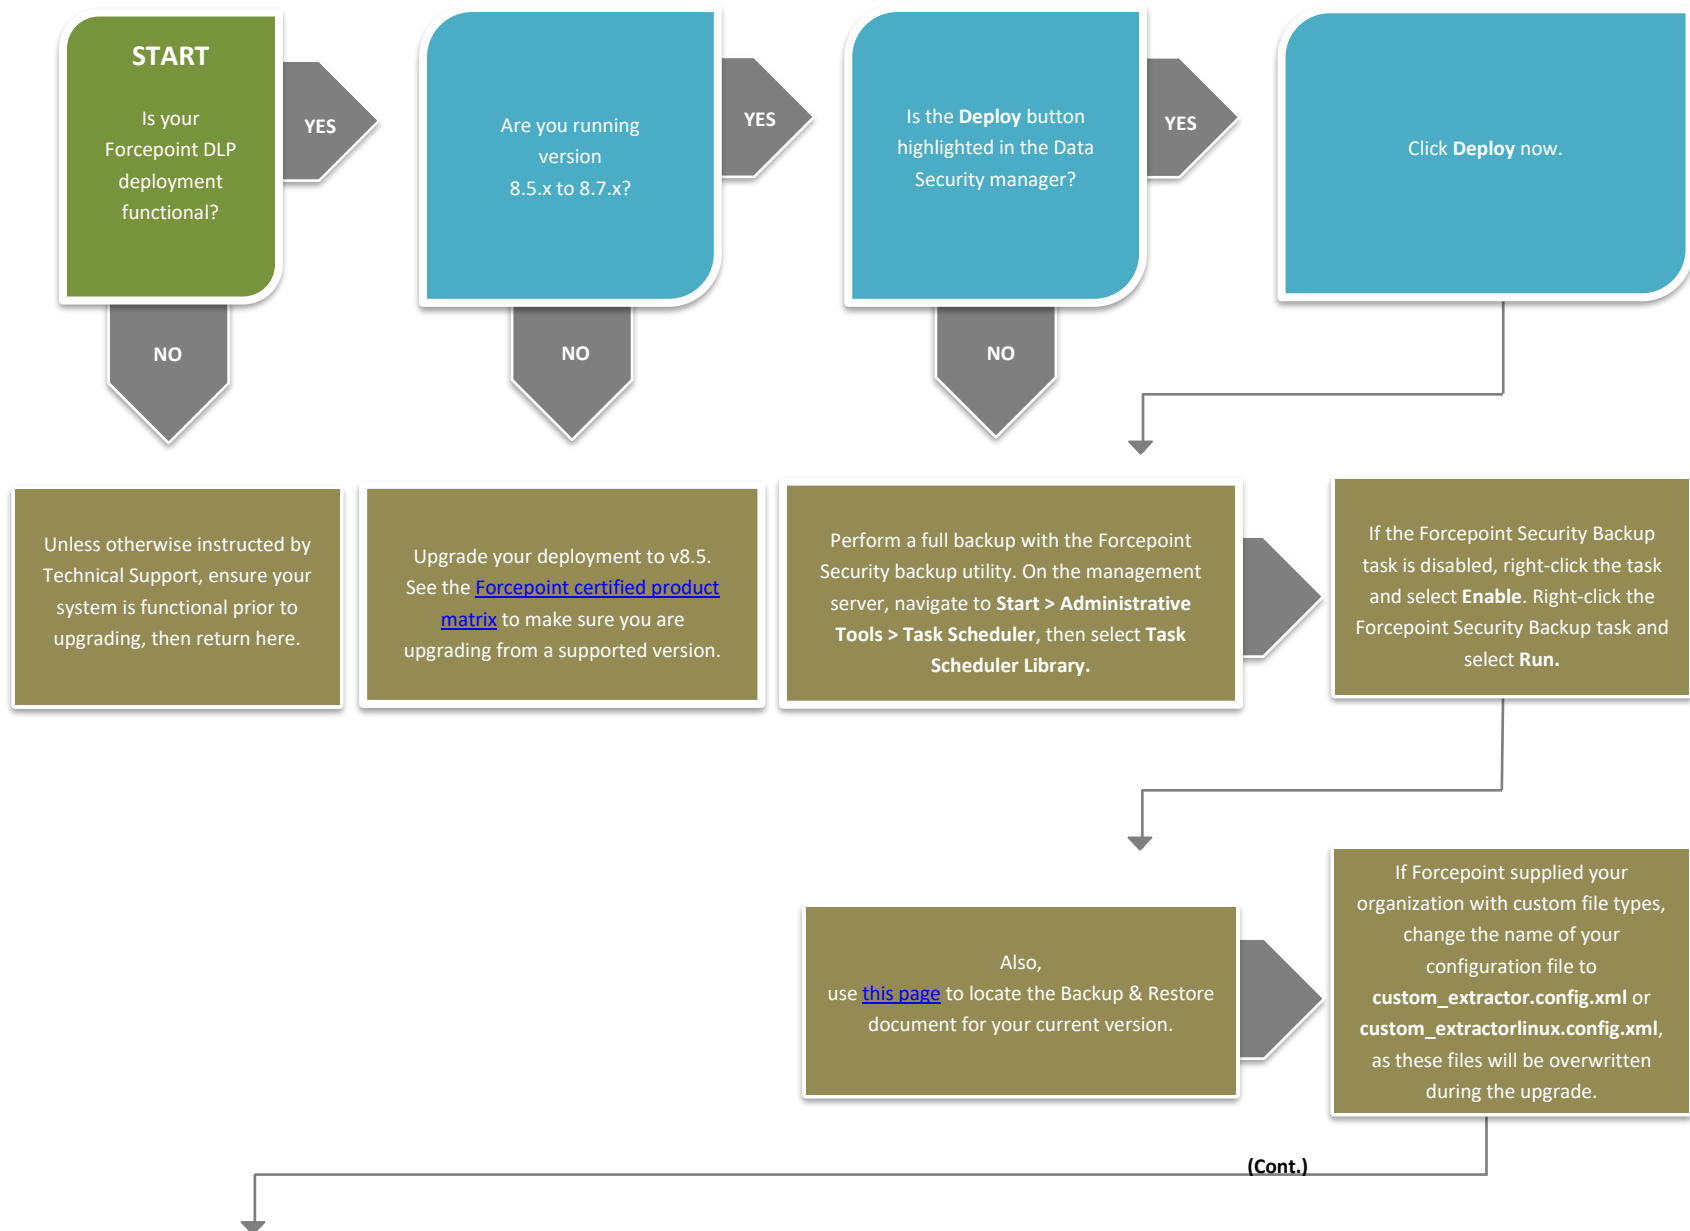 START
Is your
Forcepoint DLP
deployment
functional?
YES
Are you running
version
8.5.x to 8.7.x?
YES
Is the Deploy button
highlighted in the Data
Security manager?
YES
Click Deploy now.
NO
NO
NO
Unless otherwise instructed by
Technical Support, ensure your
system is functional prior to
upgrading, then return here.
Upgrade your deployment to v8.5.
See the Forcepoint certified product
matrix to make sure you are
upgrading from a supported version.
Perform a full backup with the Forcepoint
Security backup utility. On the management
server, navigate to Start > Administrative
Tools > Task Scheduler, then select Task
Scheduler Library.
If the Forcepoint Security Backup
task is disabled, right-click the task
and select Enable. Right-click the
Forcepoint Security Backup task and
select Run.
Also,
use this page to locate the Backup & Restore
document for your current version.
If Forcepoint supplied your
organization with custom file types,
change the name of your
configuration file to
custom_extractor.config.xml or
custom_extractorlinux.config.xml,
as these files will be overwritten
during the upgrade.
(Cont.)